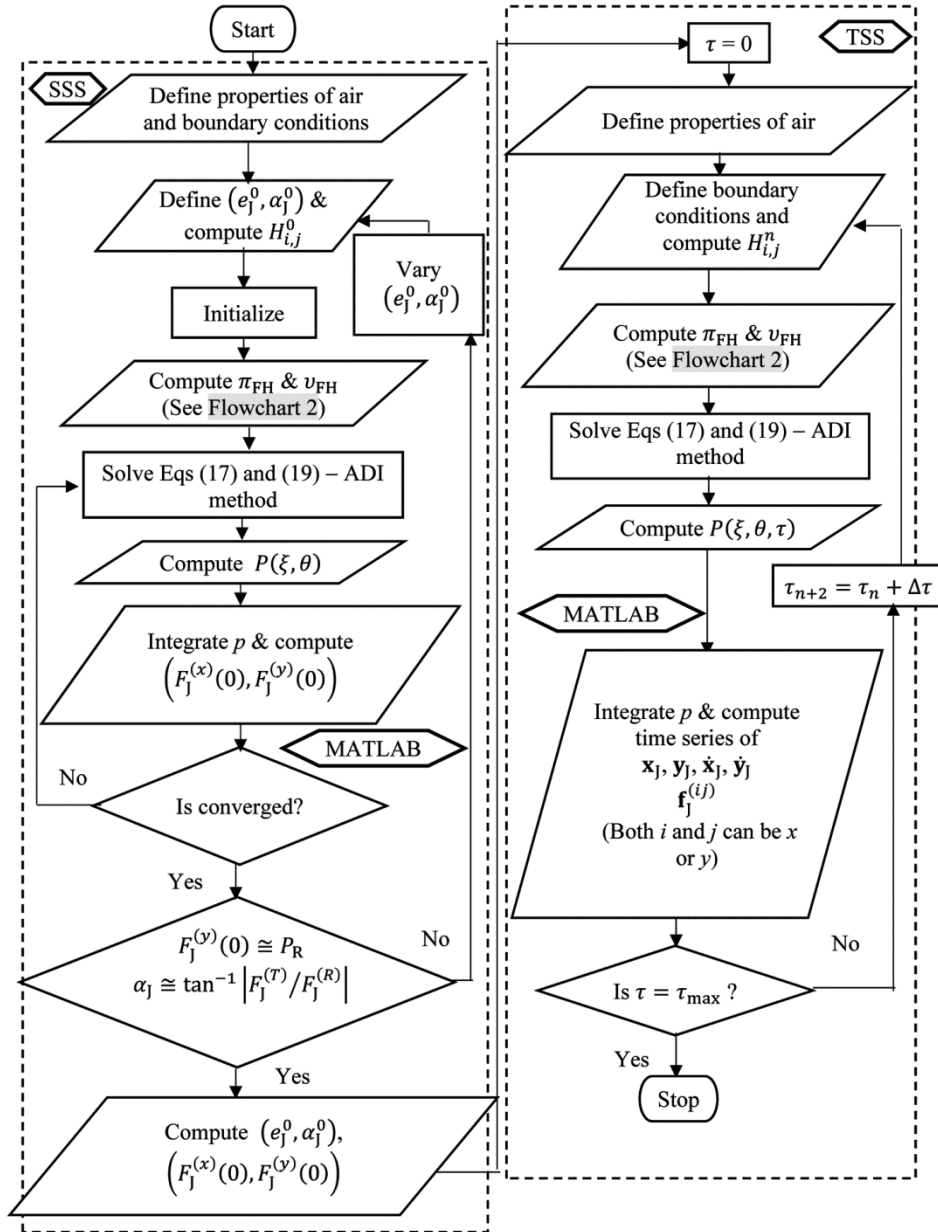 Start
SSS
Define properties of air
and boundary conditions
Define (e_J^0, α_J^0) &
compute H_{i,j}^0
Vary
(e_J^0, α_J^0)
Initialize
Compute π_FH & υ_FH
(See Flowchart 2)
Solve Eqs (17) and (19) – ADI
method
Compute P(ξ, θ)
Integrate p & compute
(F_J^{(x)}(0), F_J^{(y)}(0))
MATLAB
No
Is converged?
Yes
F_J^{(y)}(0) ≅ P_R
α_J ≅ tan⁻¹ |F_J^{(T)}/F_J^{(R)}|
No
Yes
Compute (e_J^0, α_J^0),
(F_J^{(x)}(0), F_J^{(y)}(0))
τ = 0
TSS
Define properties of air
Define boundary
conditions and
compute H_{i,j}^n
Compute π_FH & υ_FH
(See Flowchart 2)
Solve Eqs (17) and (19) – ADI
method
Compute P(ξ, θ, τ)
τ_{n+2} = τ_n + Δτ
MATLAB
Integrate p & compute
time series of
x_J, y_J, ẋ_J, ẏ_J
f_J^{(ij)}
(Both i and j can be x
or y)
No
Is τ = τ_max ?
Yes
Stop